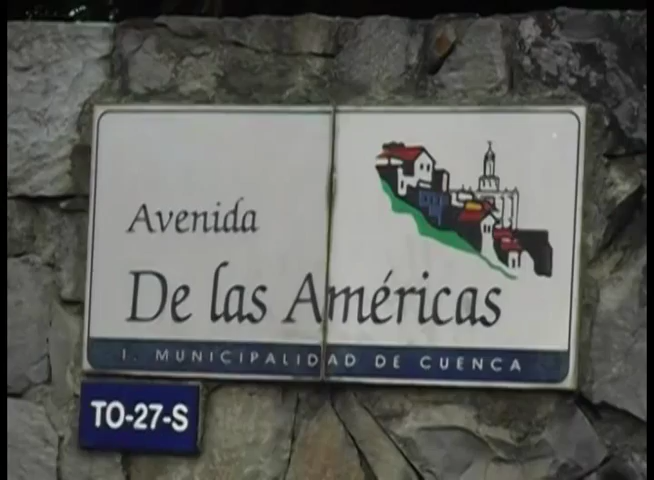 Avenida
De las Américas
I. MUNICIPALIDAD DE CUENCA
TO-27-S